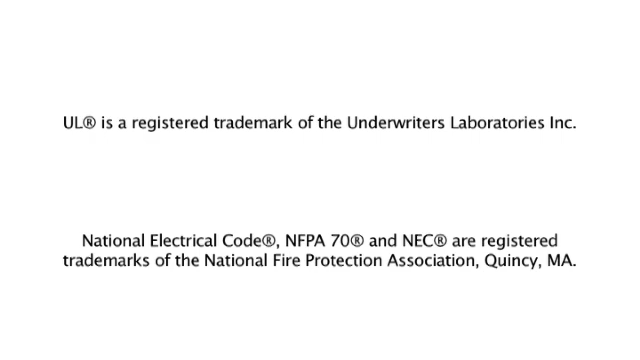 UL® is a registered trademark of the Underwriters Laboratories Inc.
National Electrical Code®, NFPA 70® and NEC® are registered
trademarks of the National Fire Protection Association, Quincy, MA.